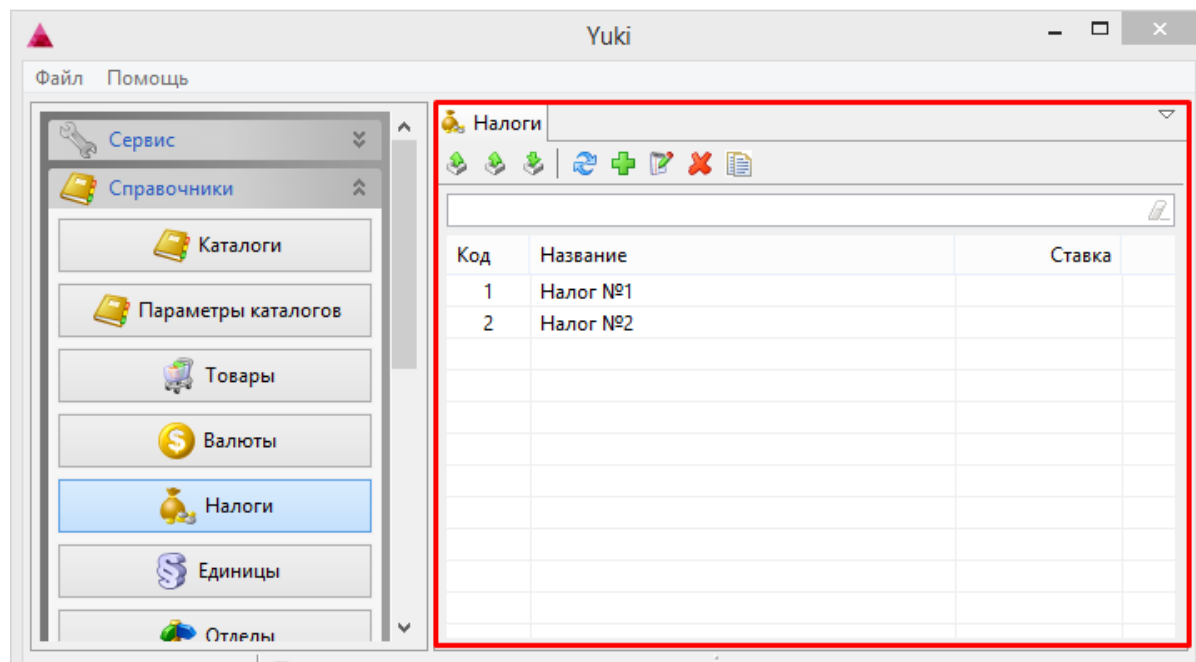 Yuki
Файл Помощь
Сервис
Справочники
Каталоги
Параметры каталогов
Товары
Валюты
Налоги
Единицы
Отделы
Налоги
Код Название Ставка
1 Налог №1
2 Налог №2